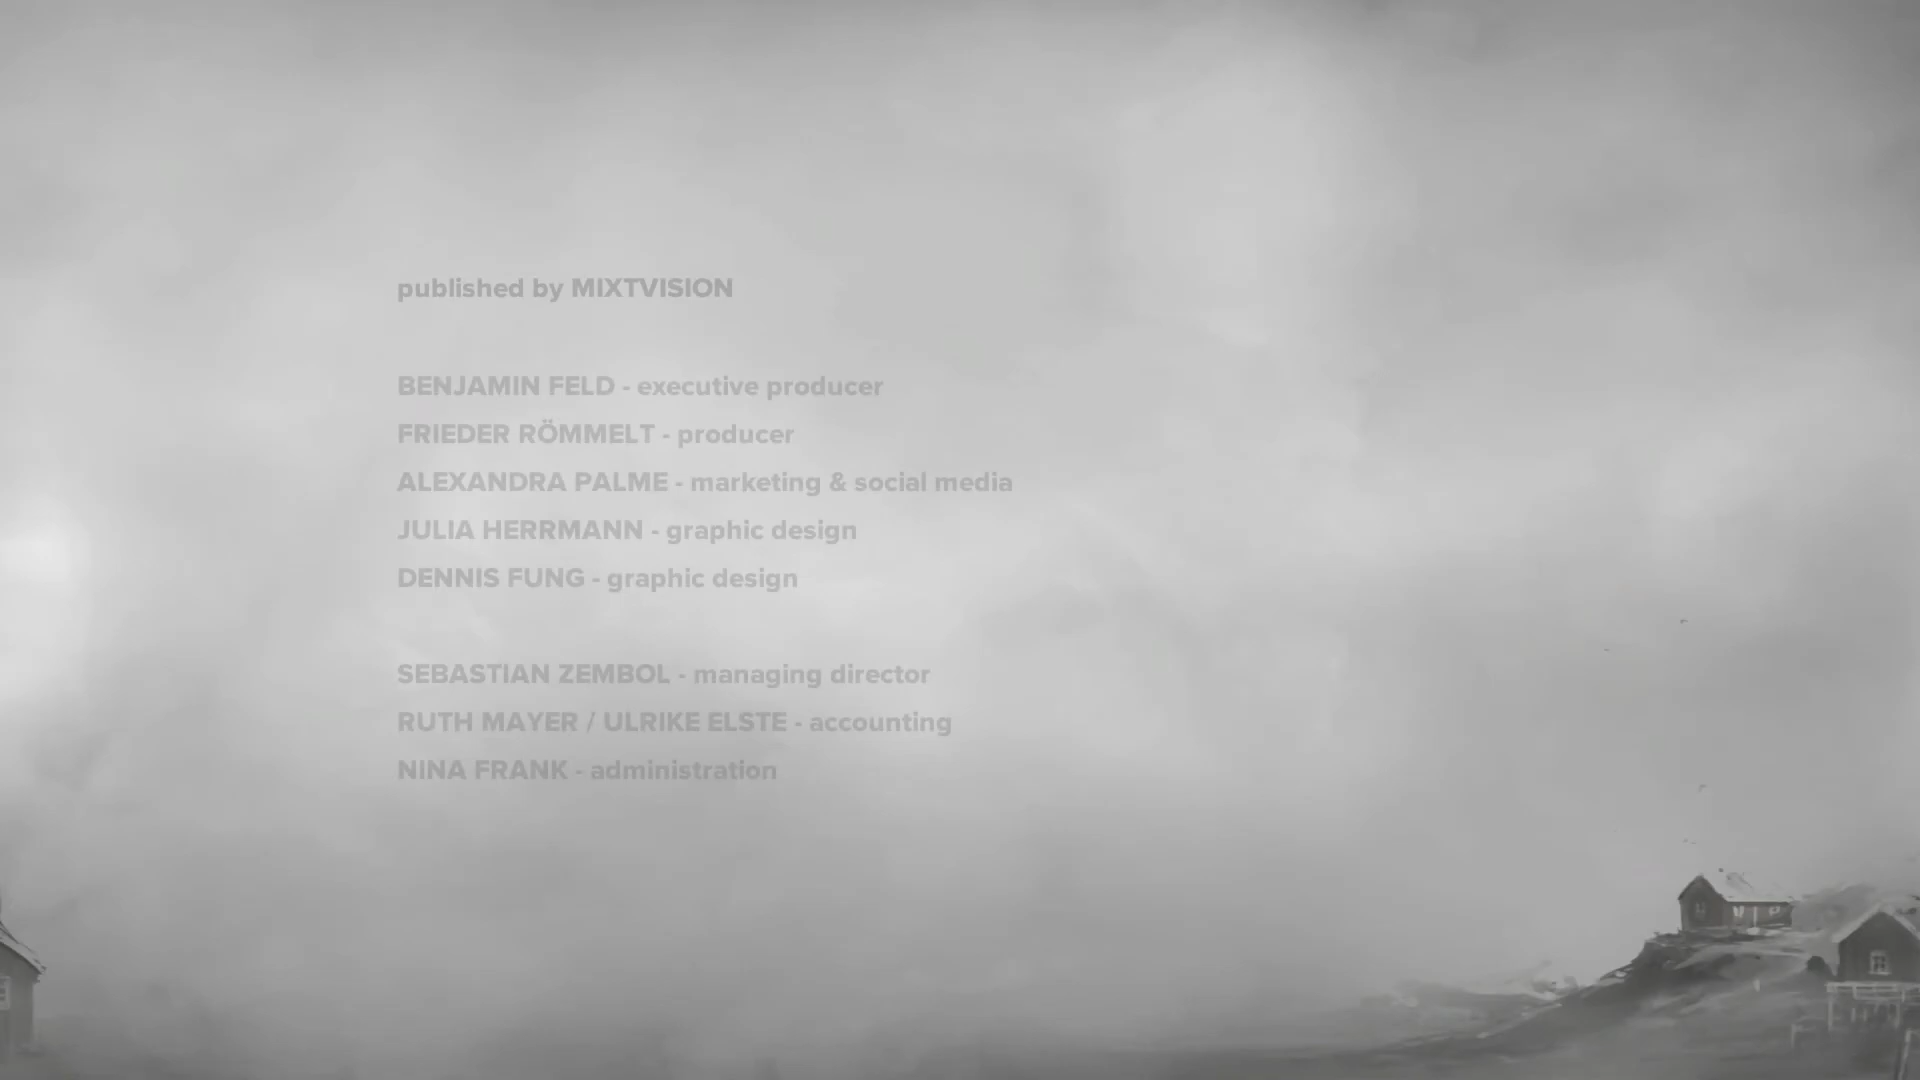 published by MIXTVISION
BENJAMIN FELD - executive producer
FRIEDER RÖMMELT - producer
ALEXANDRA PALME - marketing & social media
JULIA HERRMANN - graphic design
DENNIS FUNG - graphic design
SEBASTIAN ZEMBOL - managing director
RUTH MAYER / ULRIKE ELSTE - accounting
NINA FRANK - administration